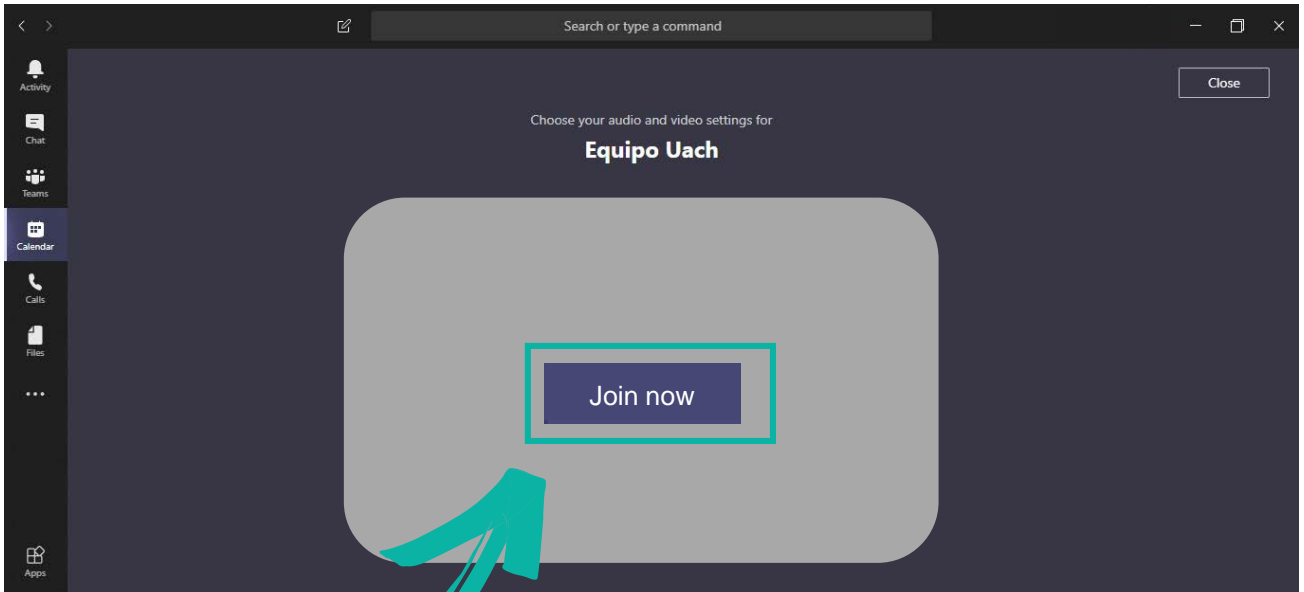 Search or type a command
Activity
Chat
Teams
Calendar
Calls
Files
Apps
Close
Choose your audio and video settings for
Equipo Uach
Join now